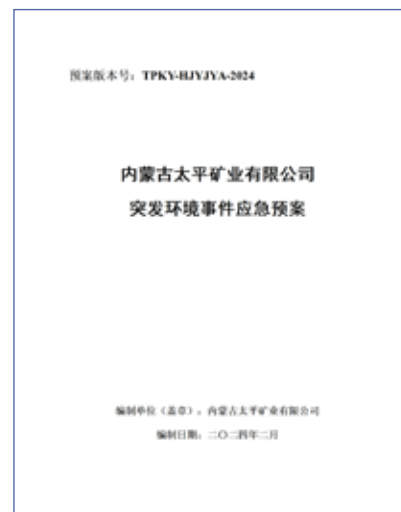 预案版本号：TPKY-HJYJYA-2024
内蒙古太平矿业有限公司
突发环境事件应急预案
编制单位（盖章）：内蒙古太平矿业有限公司
编制日期：二〇二四年二月